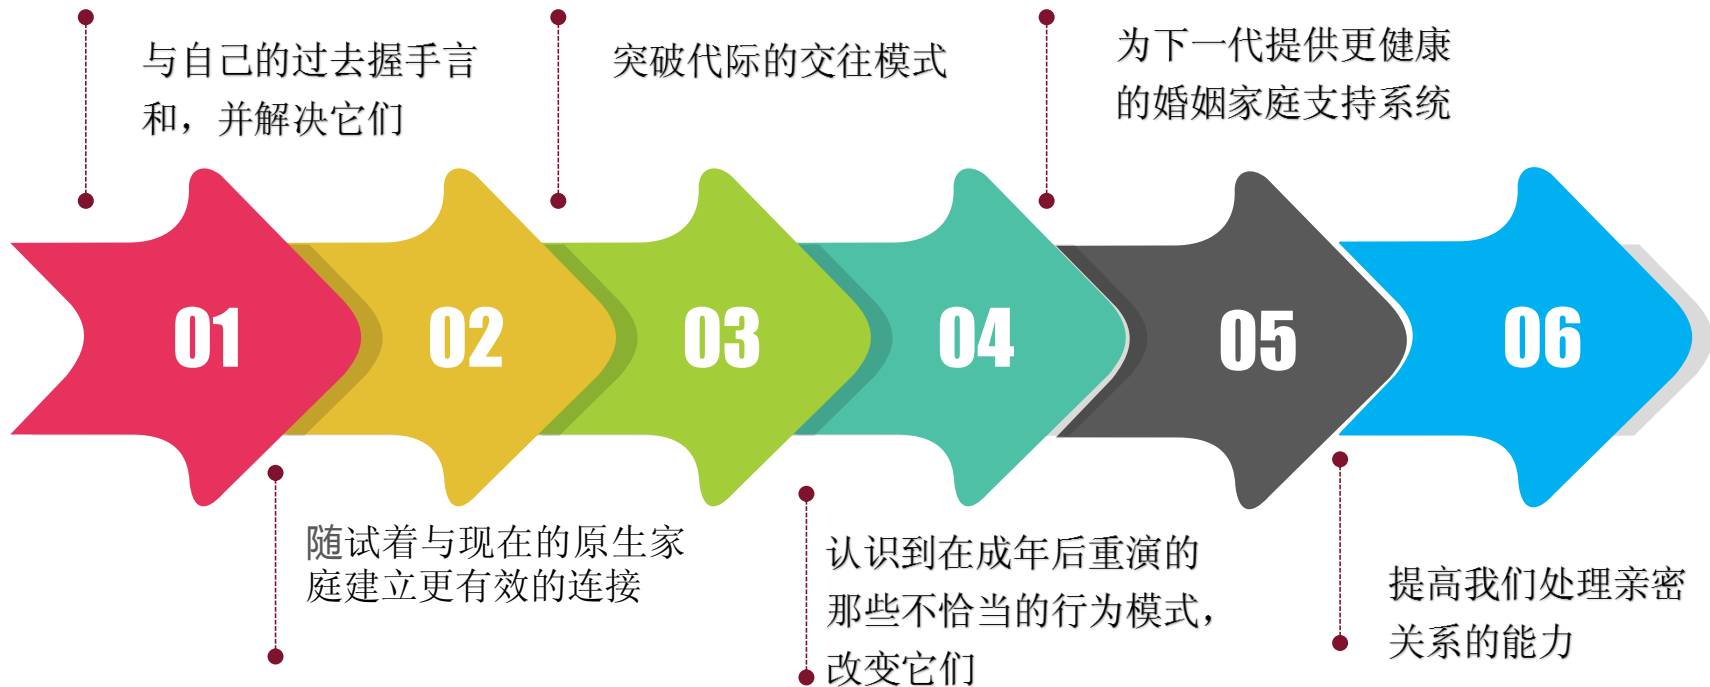 与自己的过去握手言
和，并解决它们
突破代际的交往模式
为下一代提供更健康
的婚姻家庭支持系统
01
02
03
04
05
06
随试着与现在的原生家
庭建立更有效的连接
认识到在成年后重演的
那些不恰当的行为模式，
改变它们
提高我们处理亲密
关系的能力